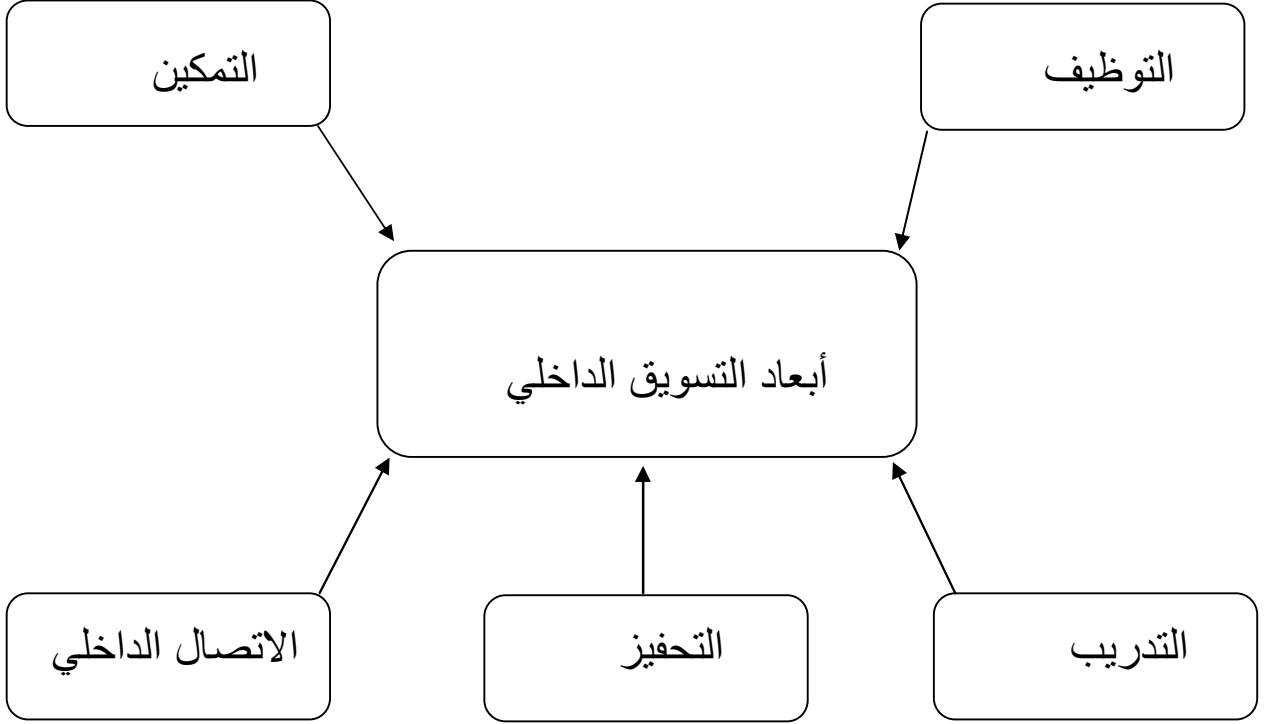 التوظيف
التمكين
أبعاد التسويق الداخلي
التدريب
التحفيز
الاتصال الداخلي